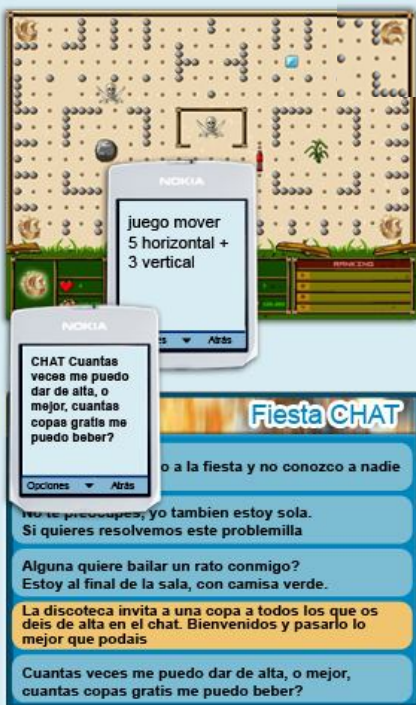 RANKING
NOKIA
juego mover
5 horizontal +
3 vertical
Atrás
NOKIA
CHAT Cuantas
veces me puedo
dar de alta, o
mejor, cuantas
copas gratis me
puedo beber?
Opciones Atrás
Fiesta CHAT
o a la fiesta y no conozco a nadie
No te preocupes, yo tambien estoy sola.
Si quieres resolvemos este problemilla
Alguna quiere bailar un rato conmigo?
Estoy al final de la sala, con camisa verde.
La discoteca invita a una copa a todos los que os
deis de alta en el chat. Bienvenidos y pasarlo lo
mejor que podais
Cuantas veces me puedo dar de alta, o mejor,
cuantas copas gratis me puedo beber?